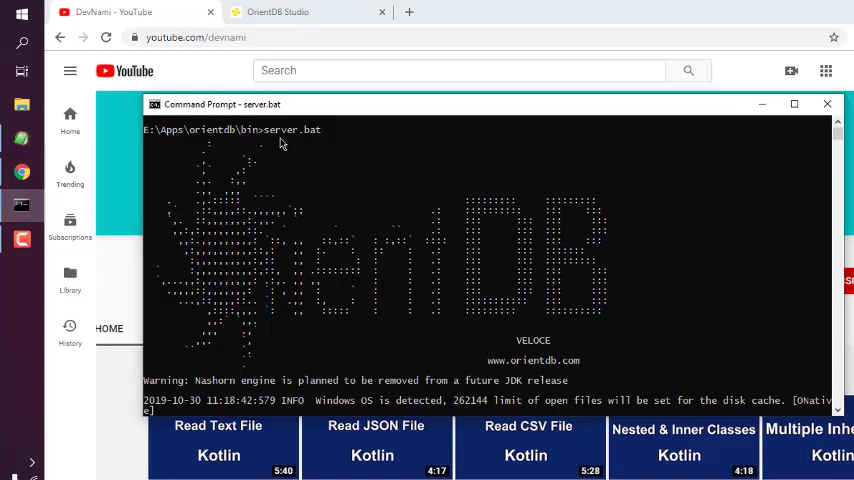 DevNami - YouTube
OrientDB Studio
youtube.com/devnami
YouTube
Search
Home
Trending
Subscriptions
Library
History
HOME
Command Prompt - server.bat
E:\Apps\orientdb\bin>server.bat
rientDB
VELOCE
www.orientdb.com
Warning: Nashorn engine is planned to be removed from a future JDK release
2019-10-30 11:18:42:579 INFO  Windows OS is detected, 262144 limit of open files will be set for the disk cache. [ONativ
e]
Read Text File
Kotlin
5:40
Read JSON File
Kotlin
4:17
Read CSV File
Kotlin
5:28
Nested & Inner Classes
Kotlin
4:18
Multiple Inhe
Kotli